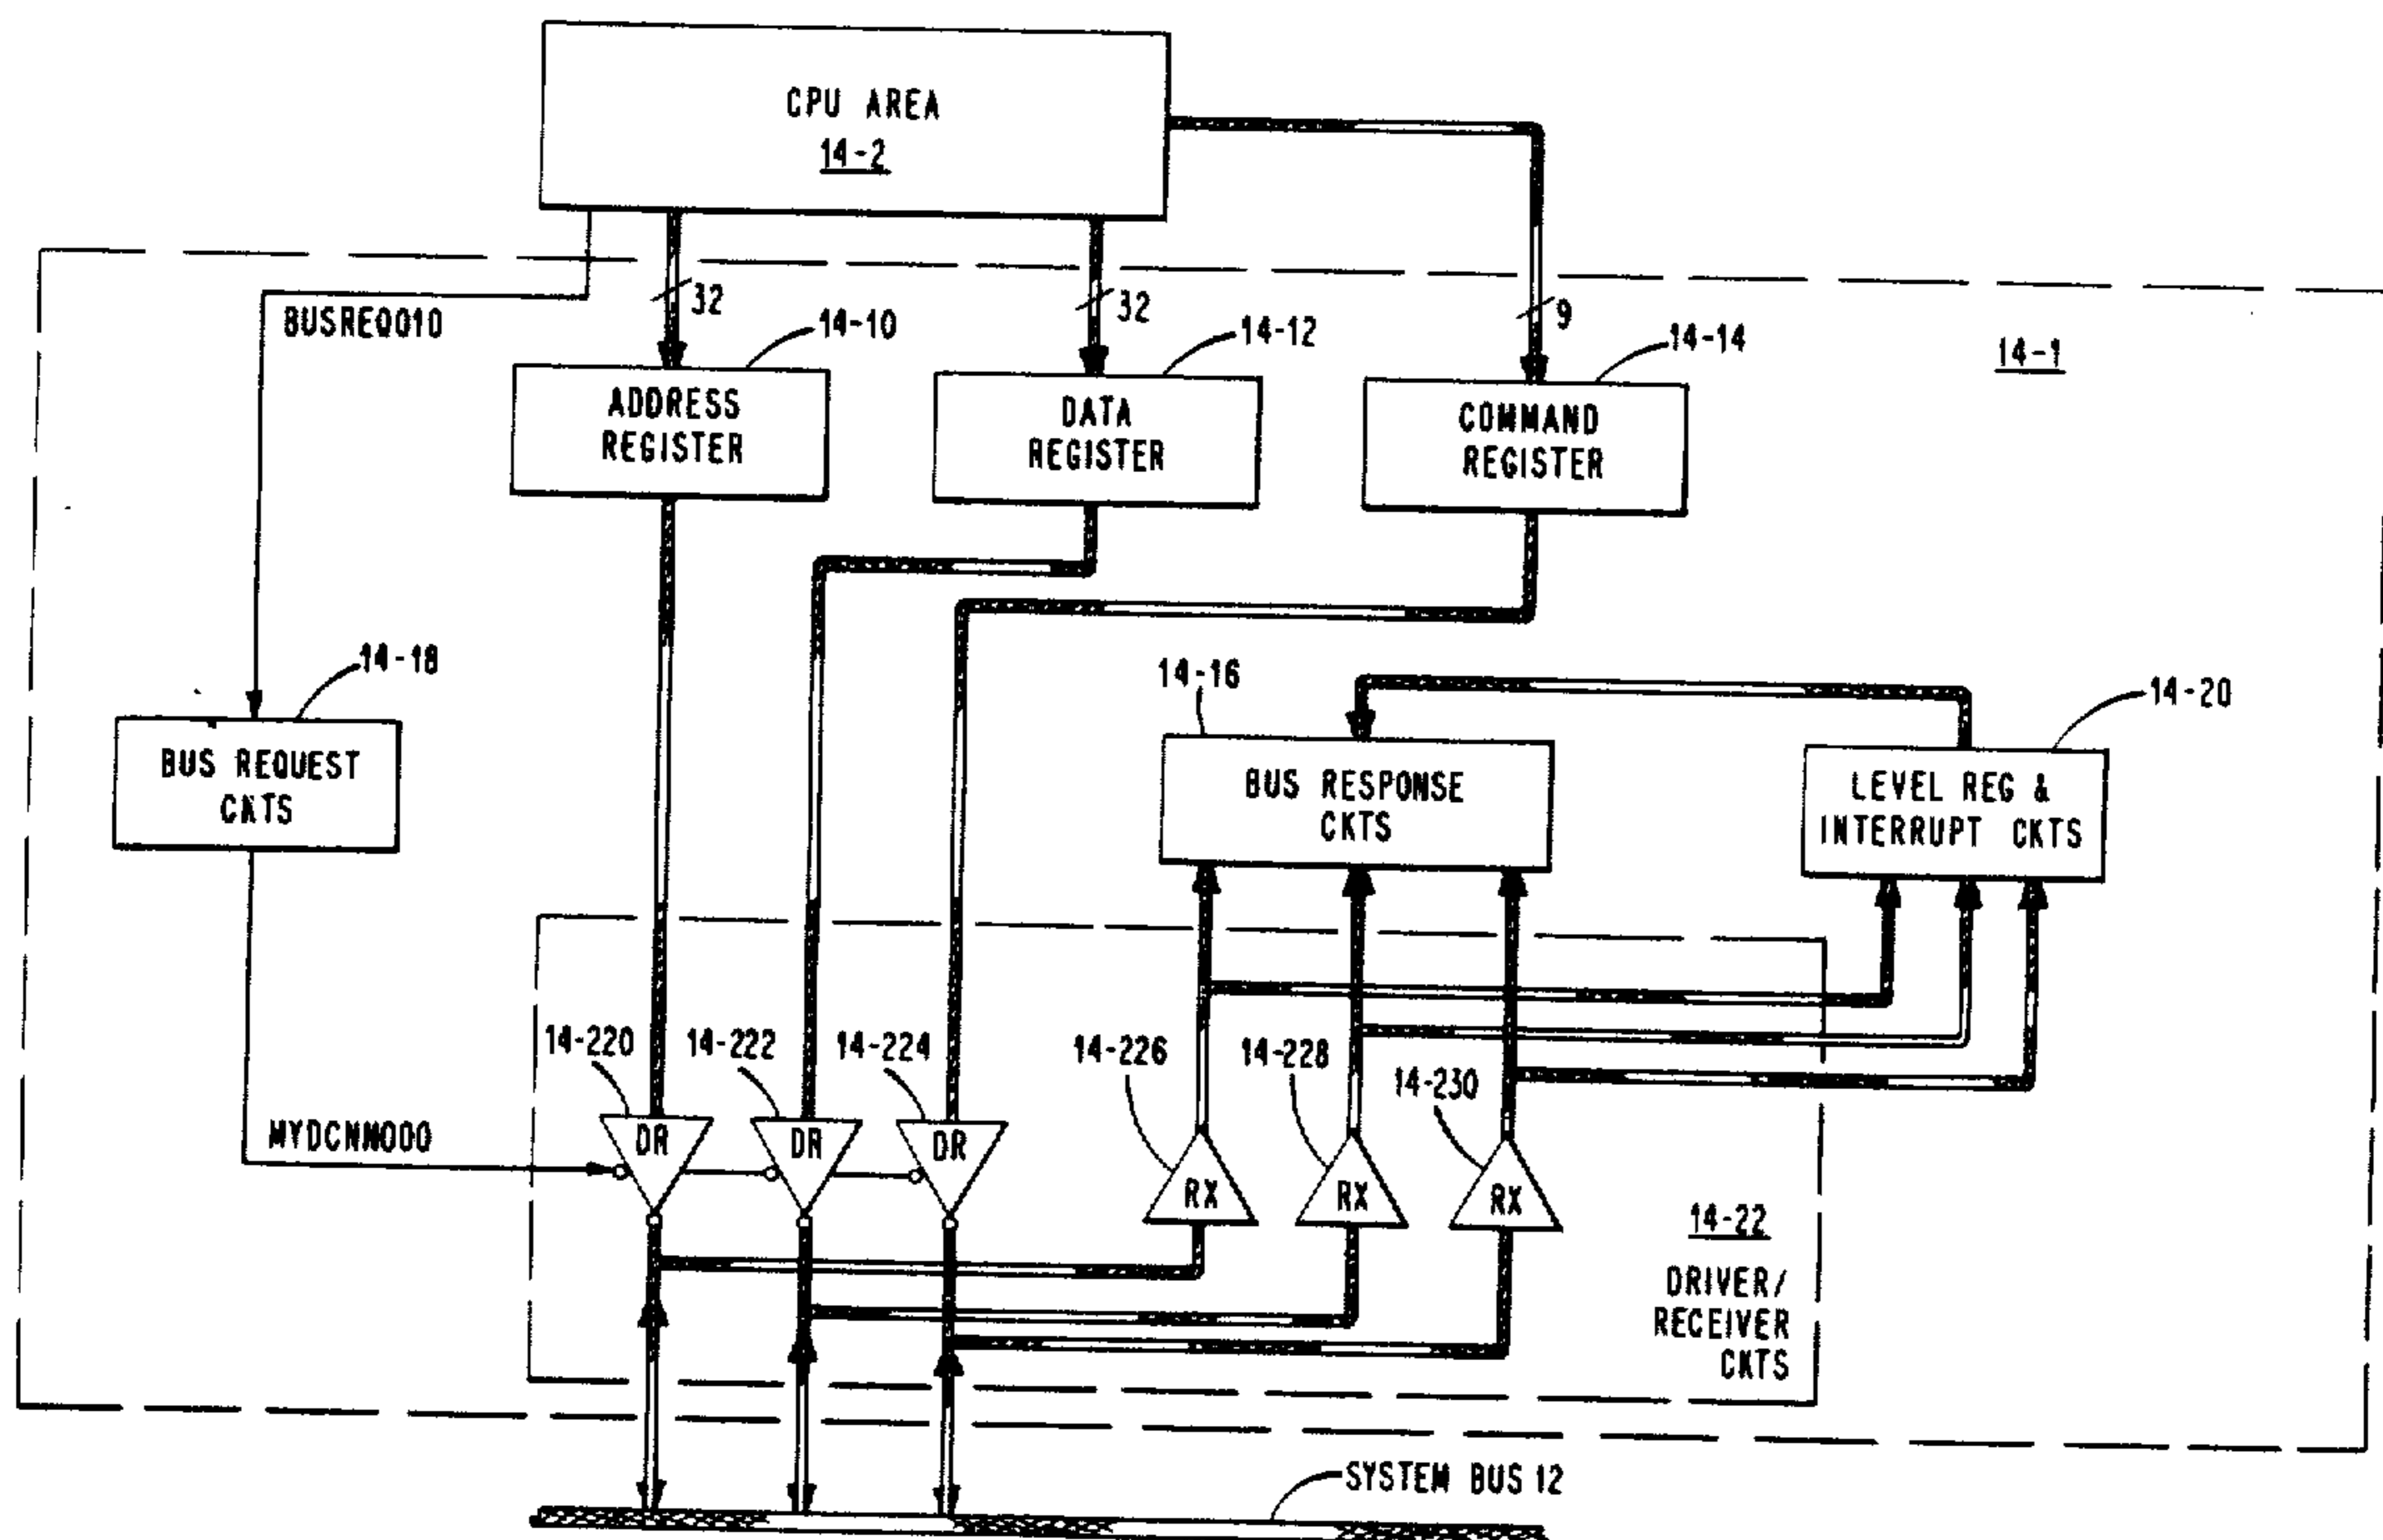 CPU AREA
14-2
BUSREQ010
32
32
9
14-10
14-12
14-14
14-1
ADDRESS
REGISTER
DATA
REGISTER
COMMAND
REGISTER
14-18
BUS REQUEST
CKTS
14-16
BUS RESPONSE
CKTS
14-20
LEVEL REG &
INTERRUPT CKTS
14-220
14-222
14-224
14-226
14-228
14-230
MYDCNN000
DR
DR
DR
RX
RX
RX
14-22
DRIVER/
RECEIVER
CKTS
SYSTEM BUS 12